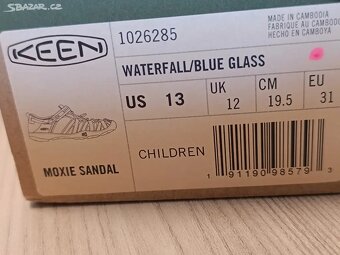 SBAZAR.CZ
KEEN
1026285
MADE IN CAMBODIA
FABRIQUE AU CAMBODGE
HECHO EN CAMBOYA
WATERFALL/BLUE GLASS
US 13
UK 12
CM 19.5
EU 31
MOXIE SANDAL
CHILDREN
1 91190 98579 3